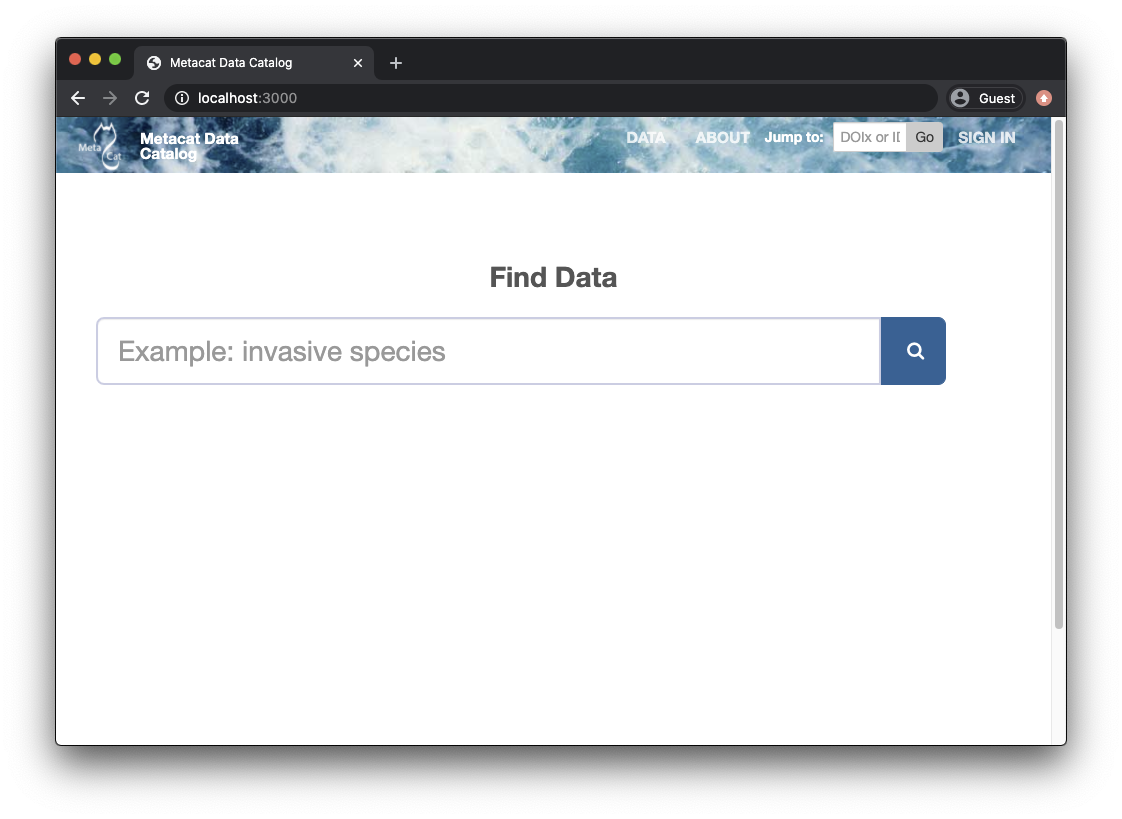 Metacat Data Catalog
localhost:3000
Guest
Meta Cat
Metacat Data
Catalog
DATA
ABOUT
Jump to:
DOIx or ID
Go
SIGN IN
Find Data
Example: invasive species